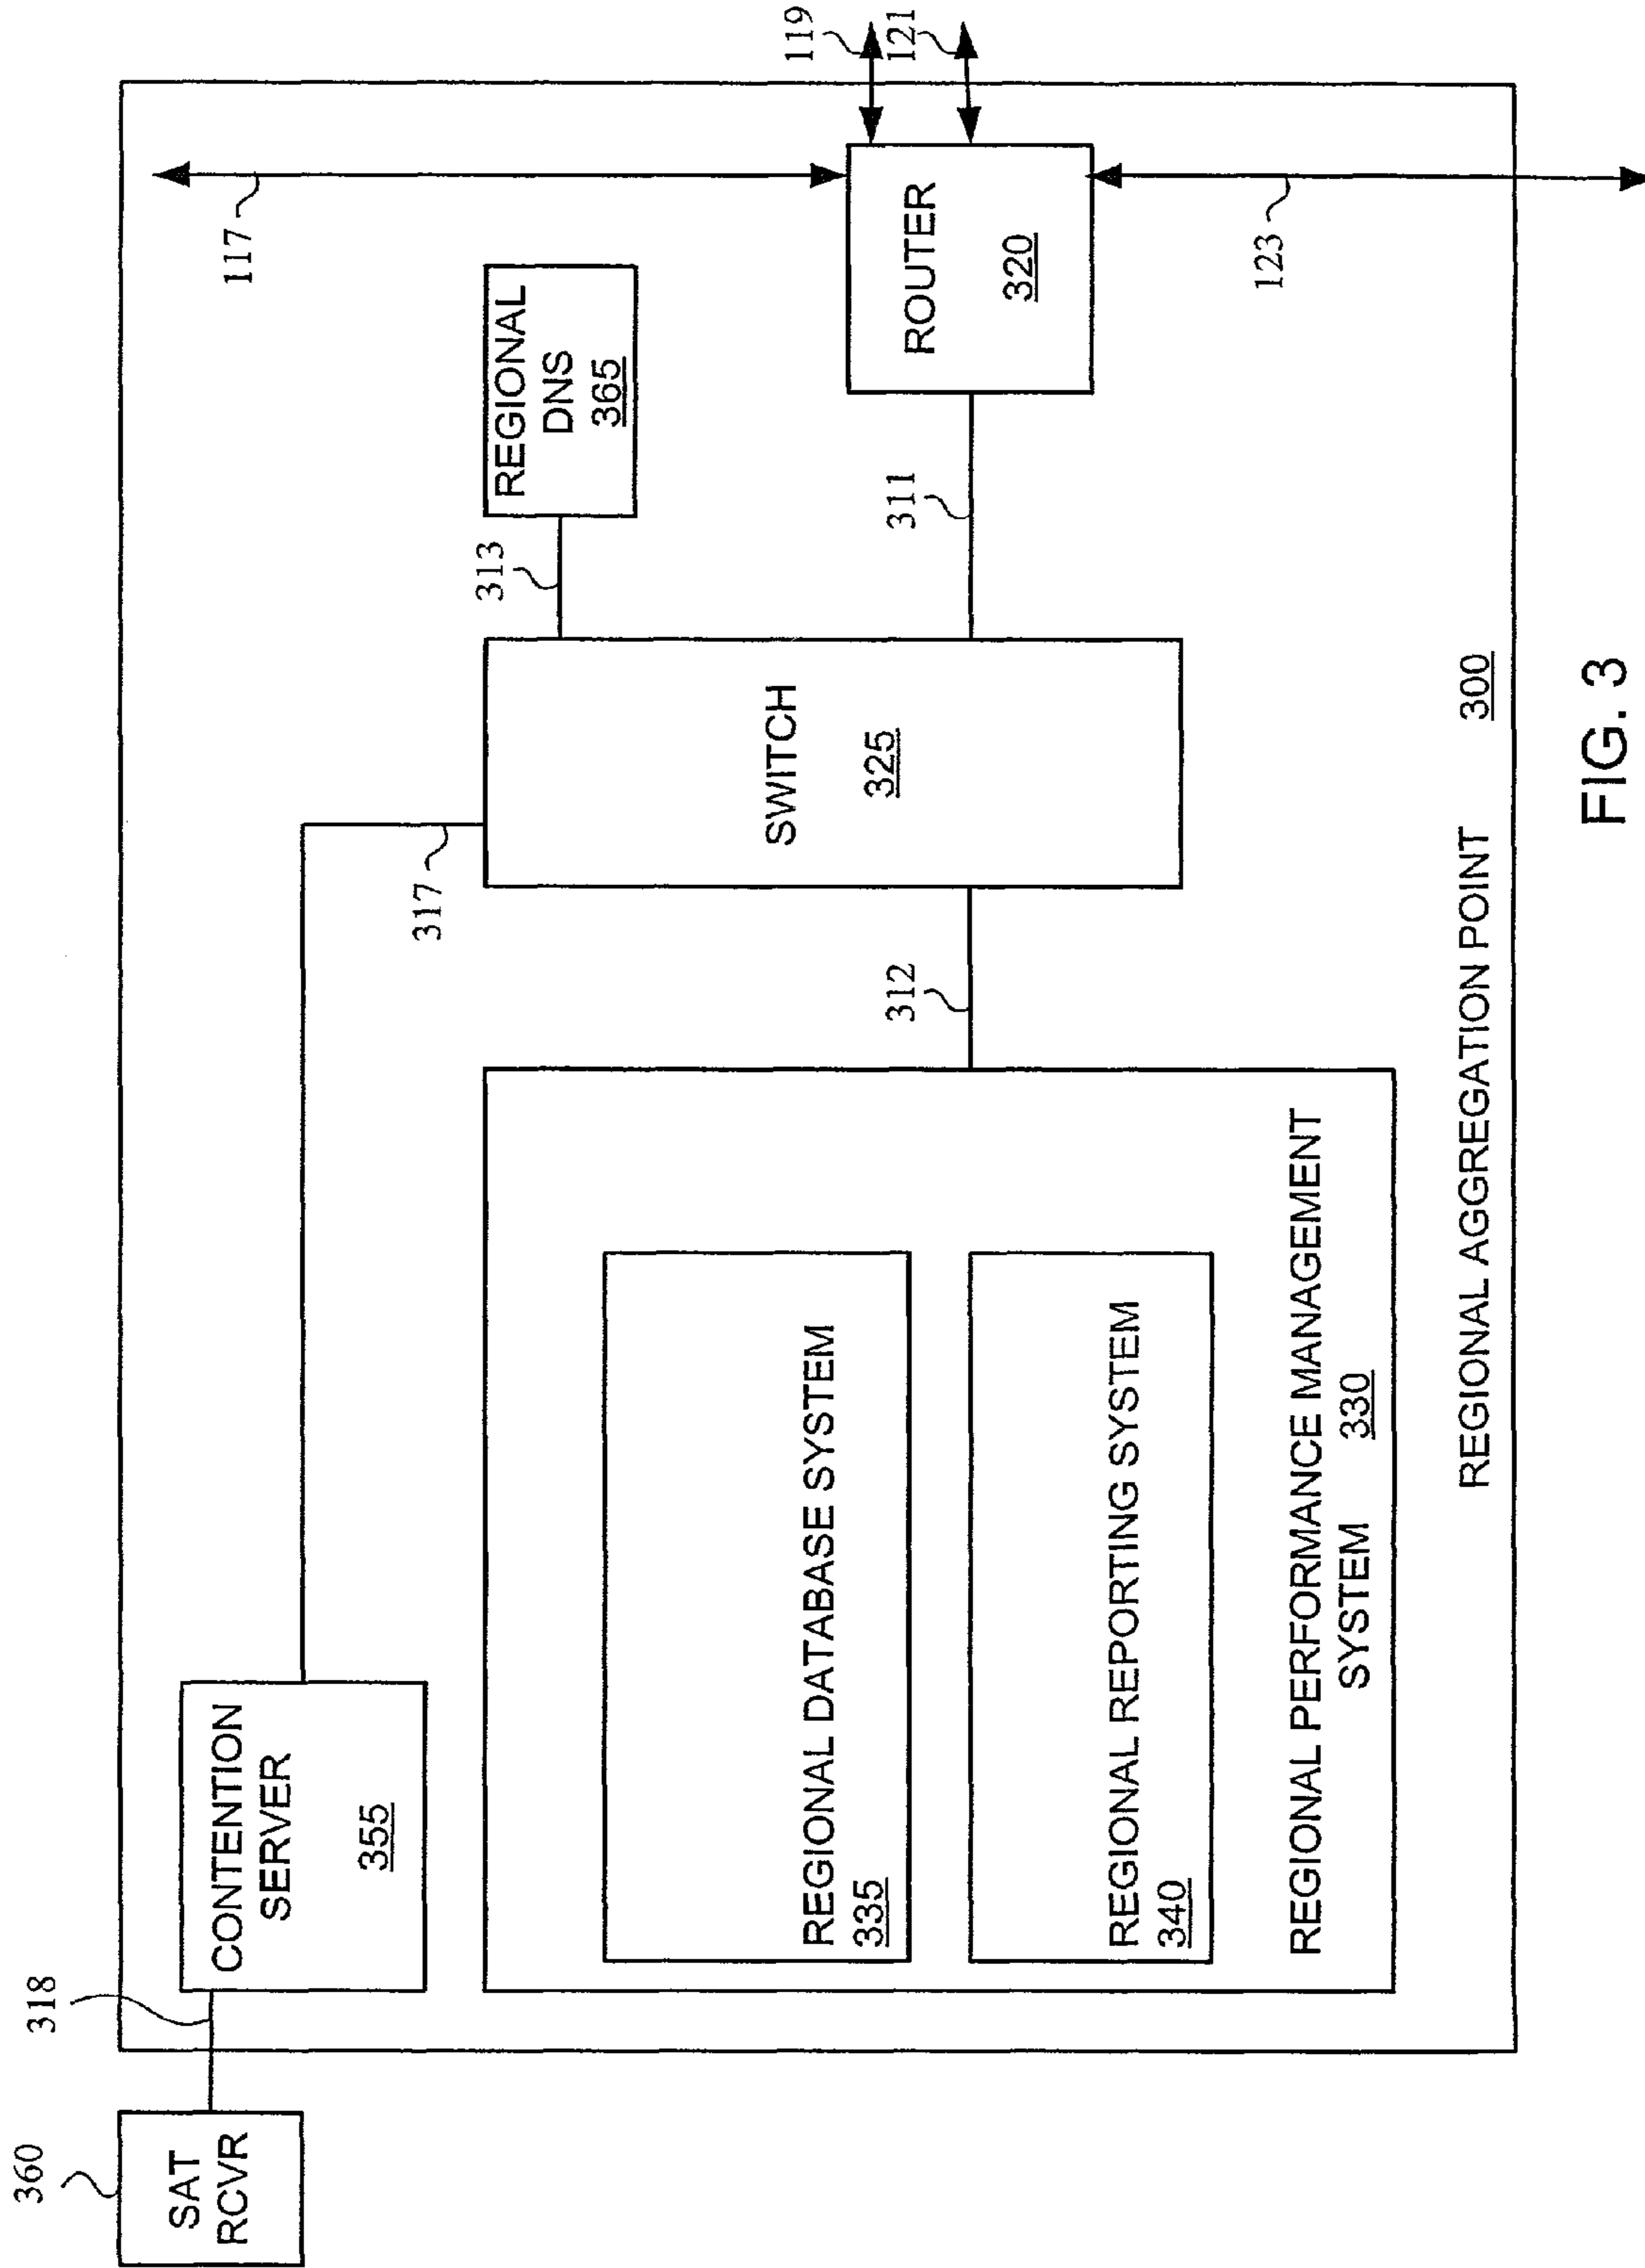 360
SAT
RCVR
318
CONTENTION
SERVER
355
317
313
REGIONAL
DNS
365
117
119
121
SWITCH
325
312
311
ROUTER
320
123
REGIONAL DATABASE SYSTEM
335
REGIONAL REPORTING SYSTEM
340
REGIONAL PERFORMANCE MANAGEMENT
SYSTEM 330
REGIONAL AGGREGATION POINT 300
FIG. 3